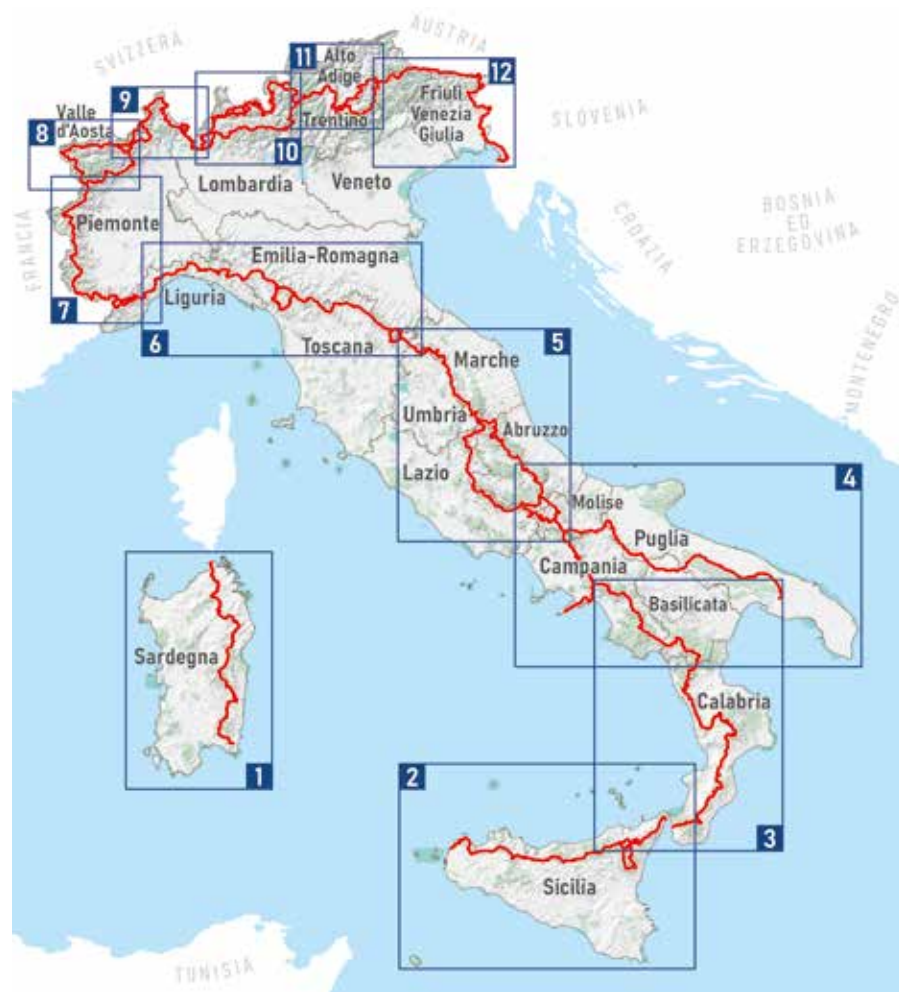 SVIZZERA
AUSTRIA
11
Alto
Adige
12
9
Valle
d'Aosta
8
Trentino
Friuli
Venezia
Giulia
SLOVENIA
10
Lombardia
Veneto
FRANCIA
Piemonte
CROAZIA
BOSNIA
ED
ERZEGOVINA
Emilia-Romagna
Liguria
7
6
Toscana
5
Marche
MONTENEGRO
Umbria
Abruzzo
Lazio
4
Molise
Puglia
Campania
Basilicata
Sardegna
Calabria
1
2
3
Sicilia
TUNISIA